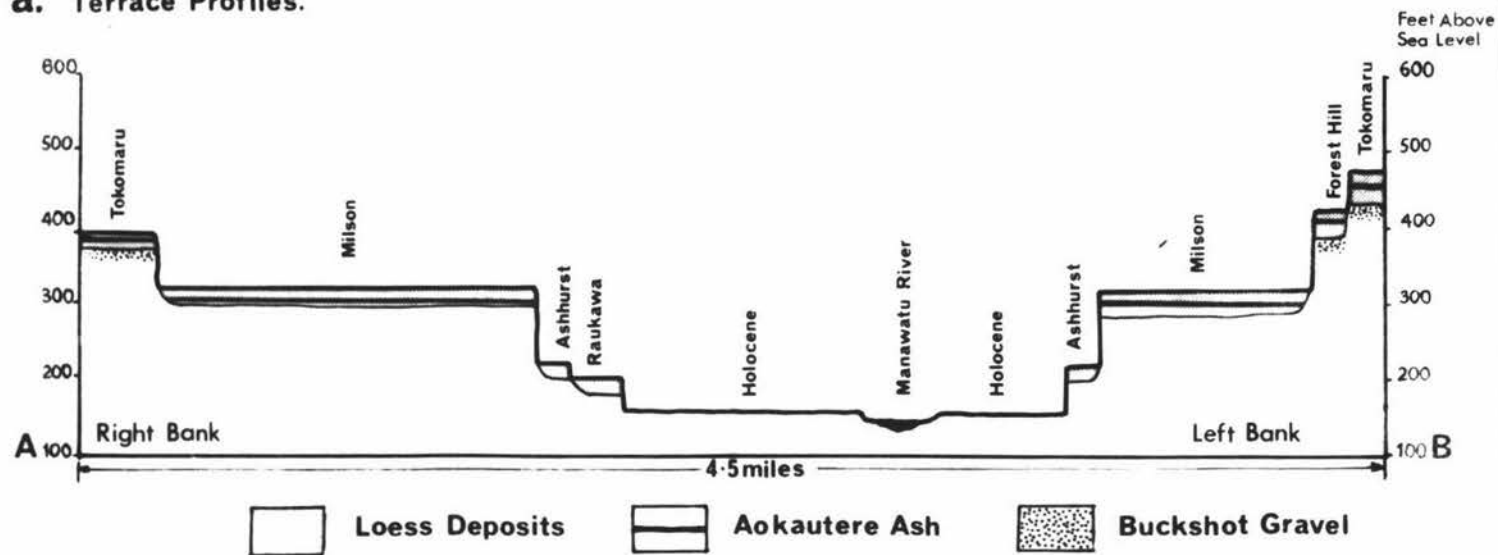 a. Terrace Profiles.
Feet Above
Sea Level
600
500
400
300
200
A 100
Tokomaru
Milson
Ashhurst
Raukawa
Holocene
Manawatu River
Holocene
Ashhurst
Milson
Forest Hill
Tokomaru
600
500
400
300
200
100 B
Right Bank
Left Bank
4·5miles
Loess Deposits
Aokautere Ash
Buckshot Gravel